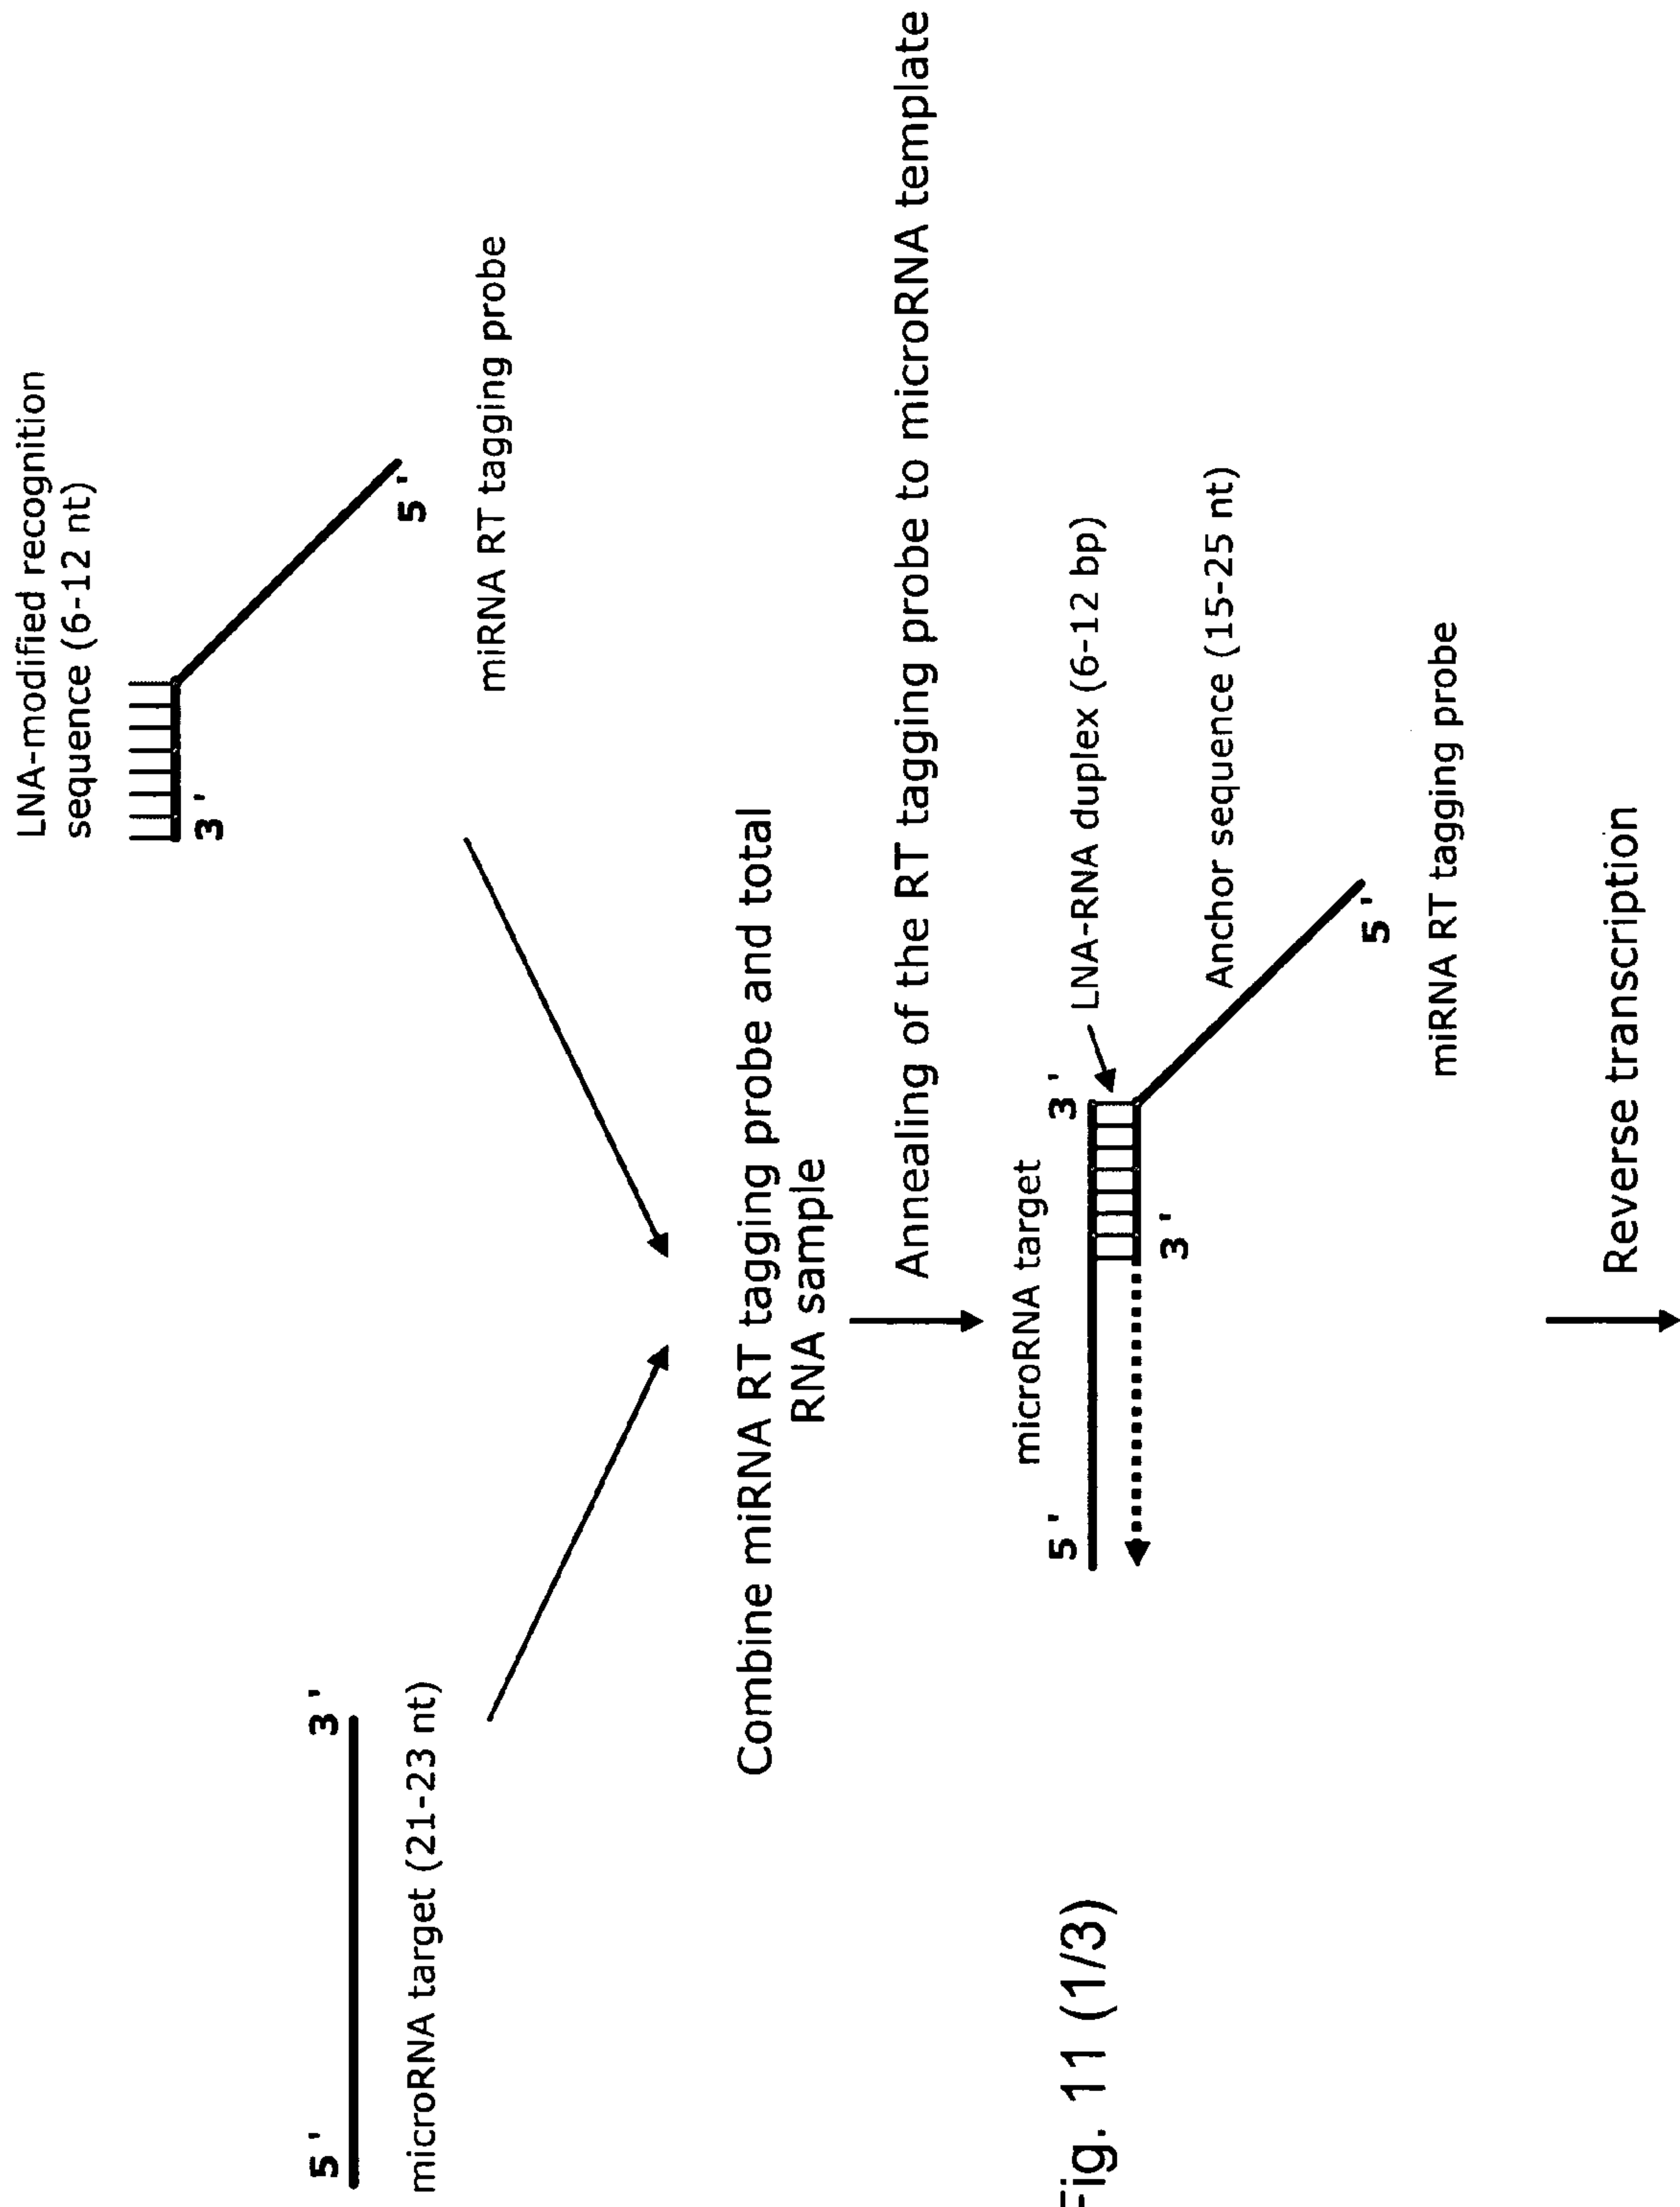 LNA-modified recognition
sequence (6-12 nt)
3'
5'
miRNA RT tagging probe
5'
3'
microRNA target (21-23 nt)
Combine miRNA RT tagging probe and total
RNA sample
Annealing of the RT tagging probe to microRNA template
microRNA target
5'
3'
LNA-RNA duplex (6-12 bp)
3'
Anchor sequence (15-25 nt)
5'
miRNA RT tagging probe
Reverse transcription
Fig. 11 (1/3)